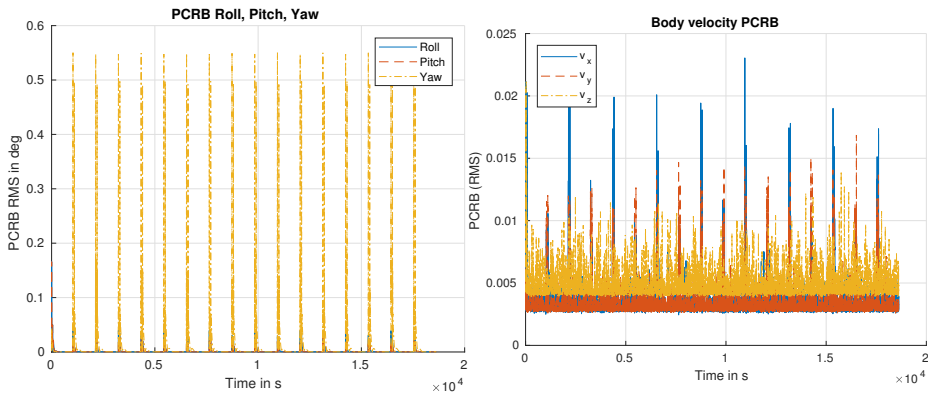 PCRB Roll, Pitch, Yaw
0.6
0.5
0.4
0.3
0.2
0.1
0
PCRB RMS in deg
Roll
Pitch
Yaw
0 0.5 1 1.5 2
Time in s
×10^4
Body velocity PCRB
0.025
0.02
0.015
0.01
0.005
0
PCRB (RMS)
v_x
v_y
v_z
0 0.5 1 1.5 2
Time in s
×10^4